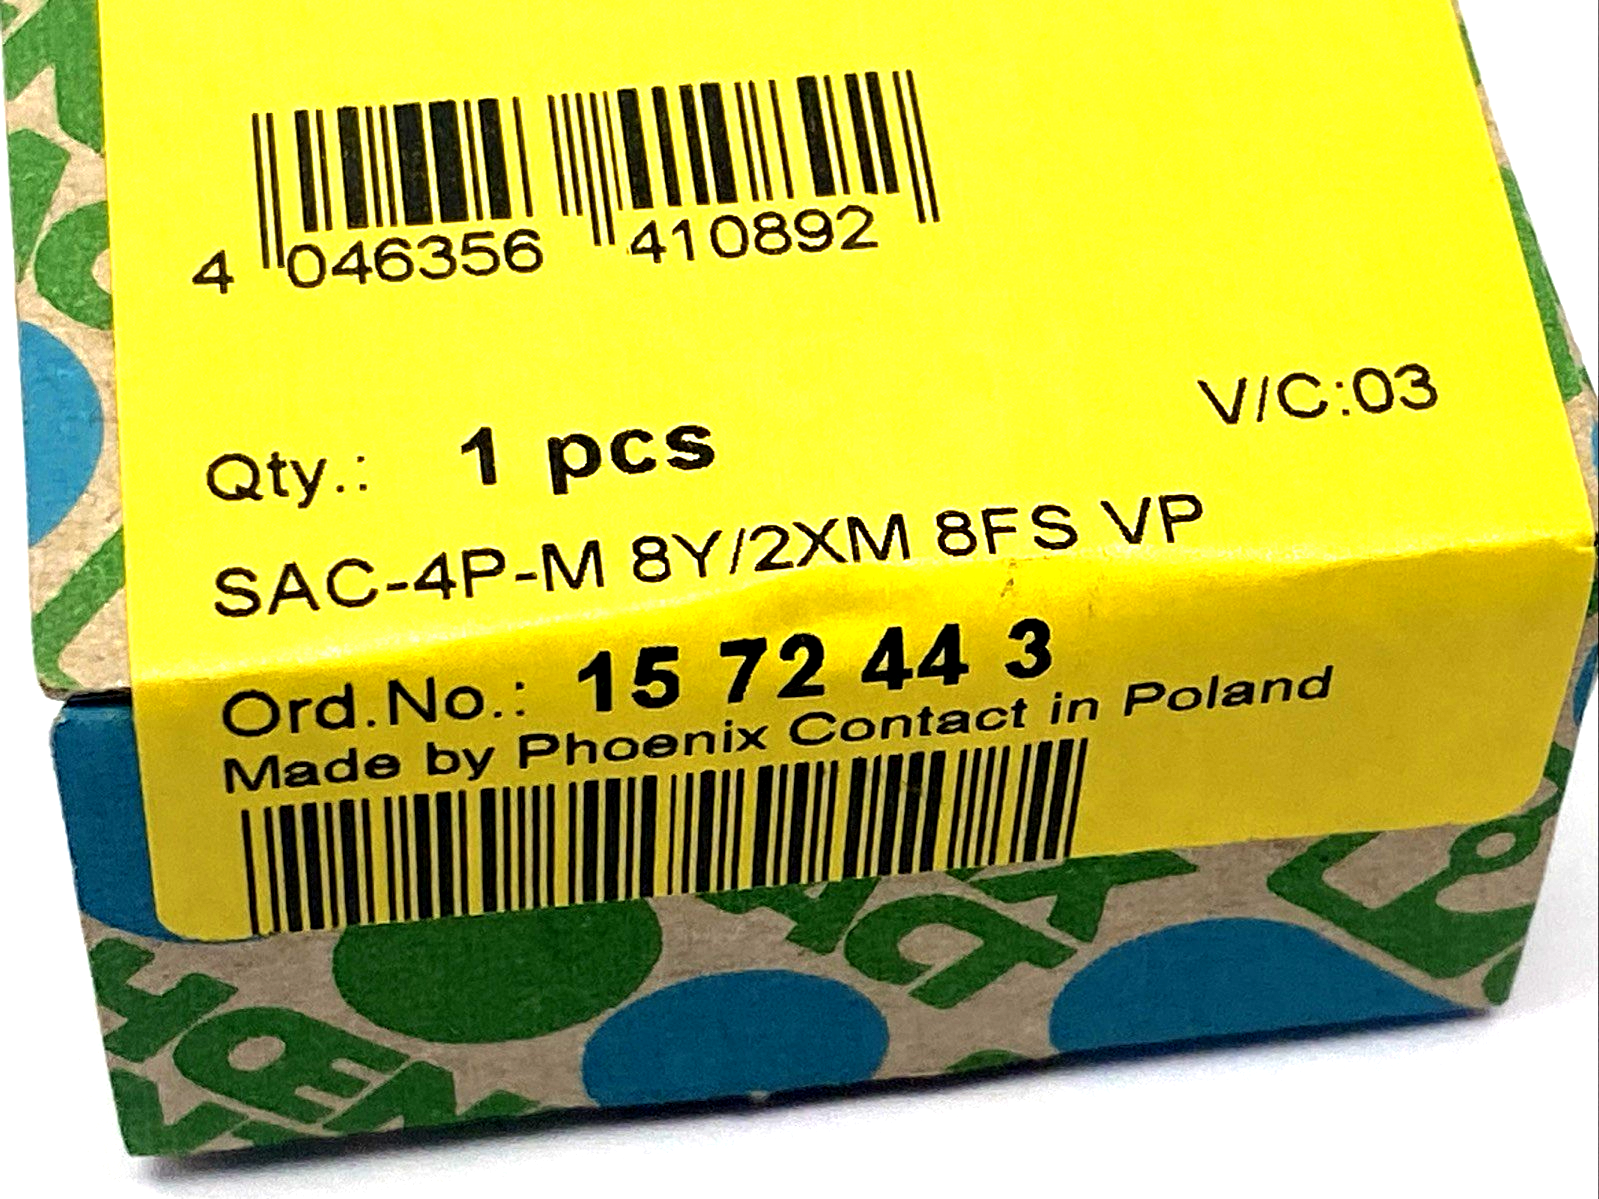 4 046356 410892
V/C:03
Qty.: 1 pcs
SAC-4P-M 8Y/2XM 8FS VP
Ord.No.: 15 72 44 3
Made by Phoenix Contact in Poland